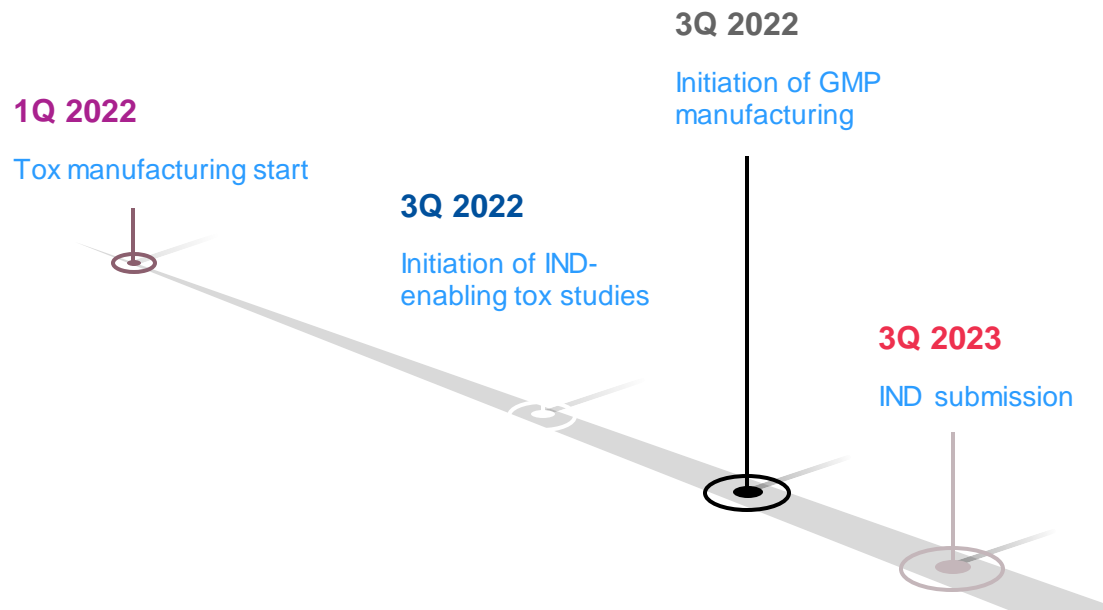 1Q 2022
Tox manufacturing start
3Q 2022
Initiation of IND-
enabling tox studies
3Q 2022
Initiation of GMP
manufacturing
3Q 2023
IND submission